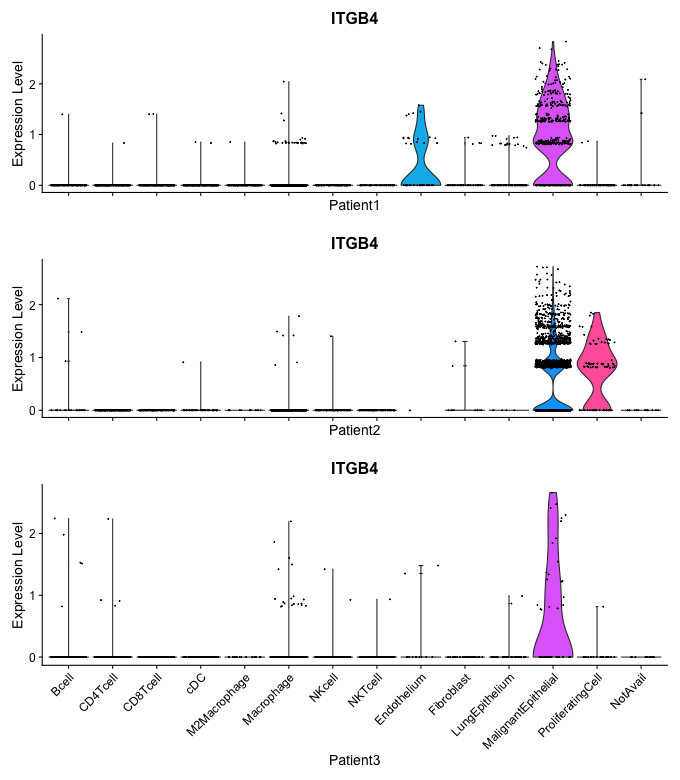 ITGB4
Expression Level
2
1
0
Patient1
ITGB4
Expression Level
2
1
0
Patient2
ITGB4
Expression Level
2
1
0
Bcell
CD4Tcell
CD8Tcell
cDC
M2Macrophage
Macrophage
NKcell
NKTcell
Endothelium
Fibroblast
LungEpithelium
MalignantEpithelial
ProliferatingCell
NotAvail
Patient3